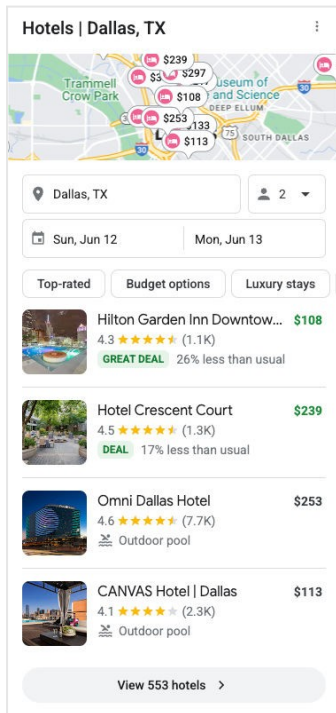 Hotels | Dallas, TX
$239
$297
Trammell
Crow Park
useum of
and Science
$108
DEEP ELLUM
30
$253
$133
75
SOUTH DALLAS
$113
30
Dallas, TX
2
Sun, Jun 12
Mon, Jun 13
Top-rated
Budget options
Luxury stays
Hilton Garden Inn Downtow... $108
4.3 (1.1K)
GREAT DEAL 26% less than usual
Hotel Crescent Court $239
4.5 (1.3K)
DEAL 17% less than usual
Omni Dallas Hotel $253
4.6 (7.7K)
Outdoor pool
CANVAS Hotel | Dallas $113
4.1 (2.3K)
Outdoor pool
View 553 hotels